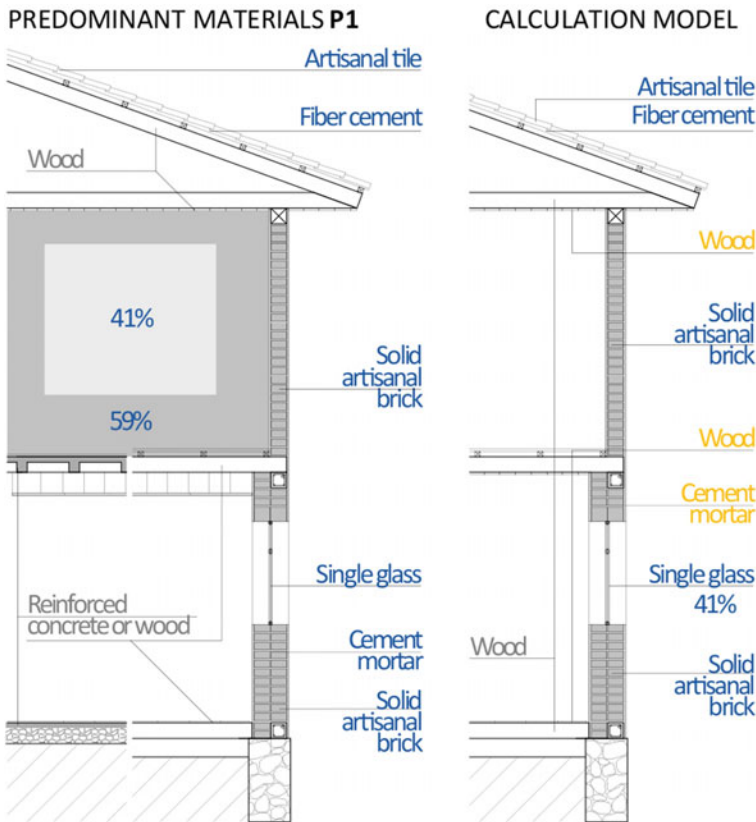 PREDOMINANT MATERIALS P1
Artisanal tile
Fiber cement
Wood
41%
Solid
artisanal
brick
59%
Single glass
Reinforced
concrete or wood
Cement
mortar
Solid
artisanal
brick
CALCULATION MODEL
Artisanal tile
Fiber cement
Wood
Solid
artisanal
brick
Wood
Cement
mortar
Single glass
41%
Wood
Solid
artisanal
brick